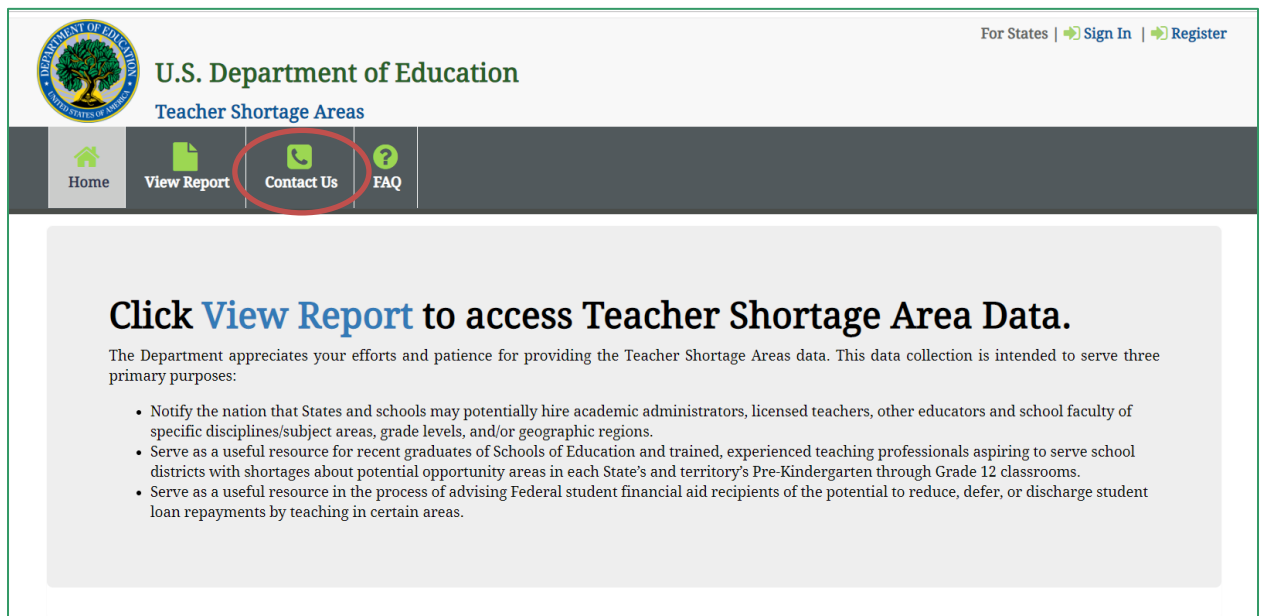 DEPARTMENT OF EDUCATION
UNITED STATES OF AMERICA
For States | Sign In | Register
U.S. Department of Education
Teacher Shortage Areas
Home
View Report
Contact Us
FAQ
Click View Report to access Teacher Shortage Area Data.
The Department appreciates your efforts and patience for providing the Teacher Shortage Areas data. This data collection is intended to serve three
primary purposes:
• Notify the nation that States and schools may potentially hire academic administrators, licensed teachers, other educators and school faculty of
specific disciplines/subject areas, grade levels, and/or geographic regions.
• Serve as a useful resource for recent graduates of Schools of Education and trained, experienced teaching professionals aspiring to serve school
districts with shortages about potential opportunity areas in each State’s and territory’s Pre-Kindergarten through Grade 12 classrooms.
• Serve as a useful resource in the process of advising Federal student financial aid recipients of the potential to reduce, defer, or discharge student
loan repayments by teaching in certain areas.